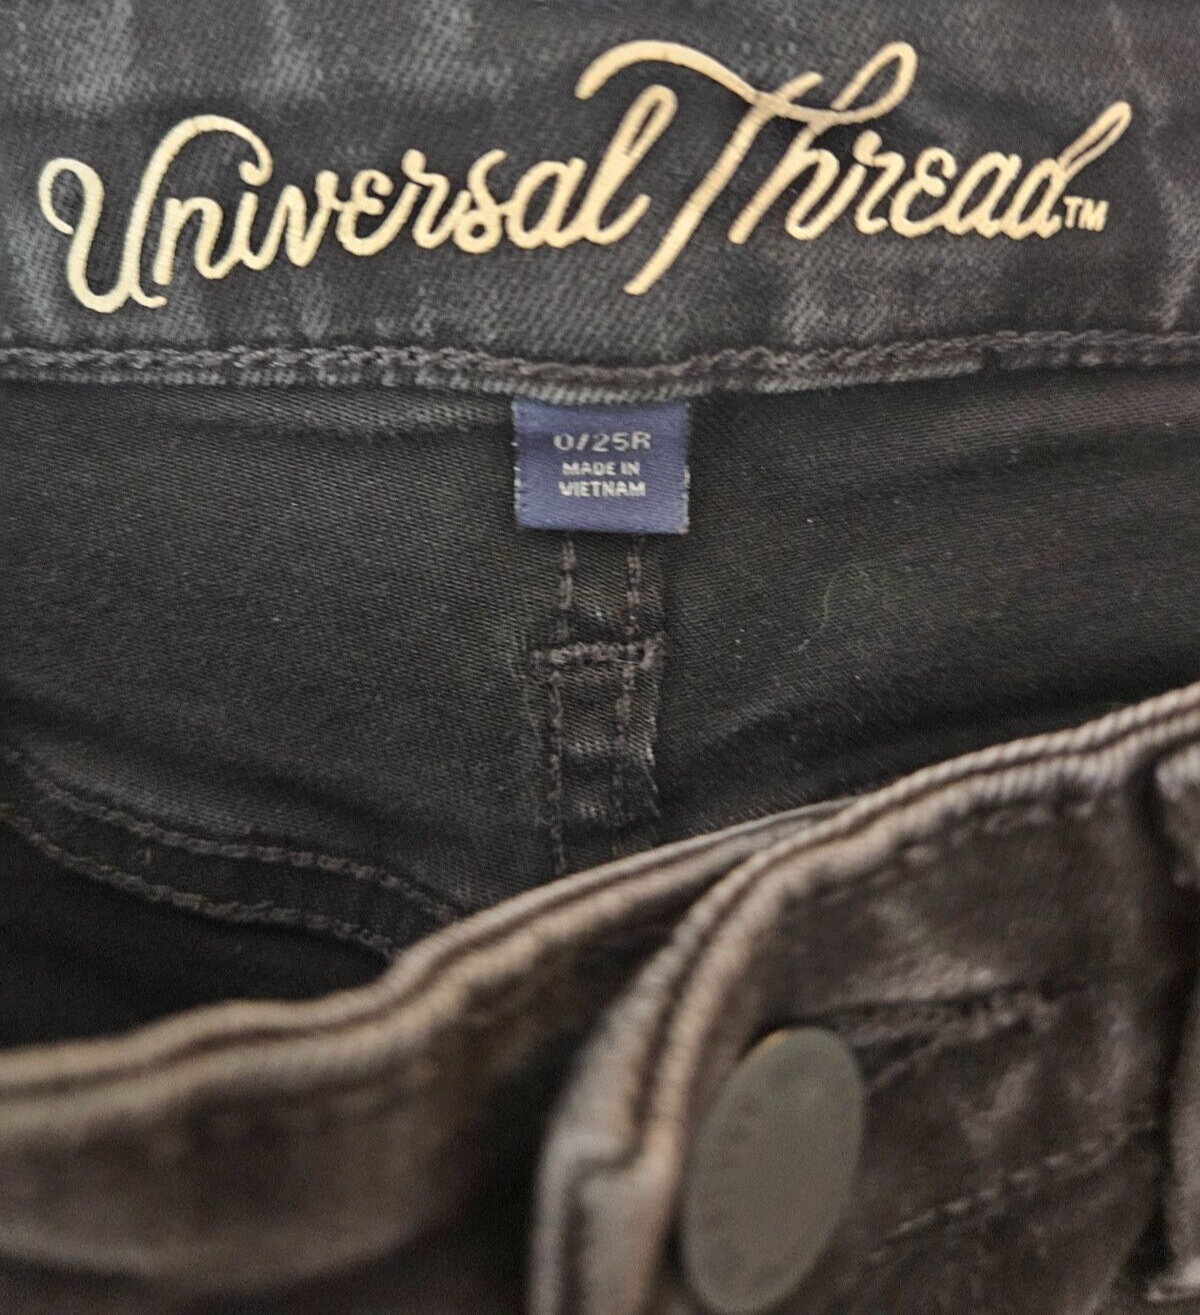 Universal Thread™
0/25R
MADE IN
VIETNAM